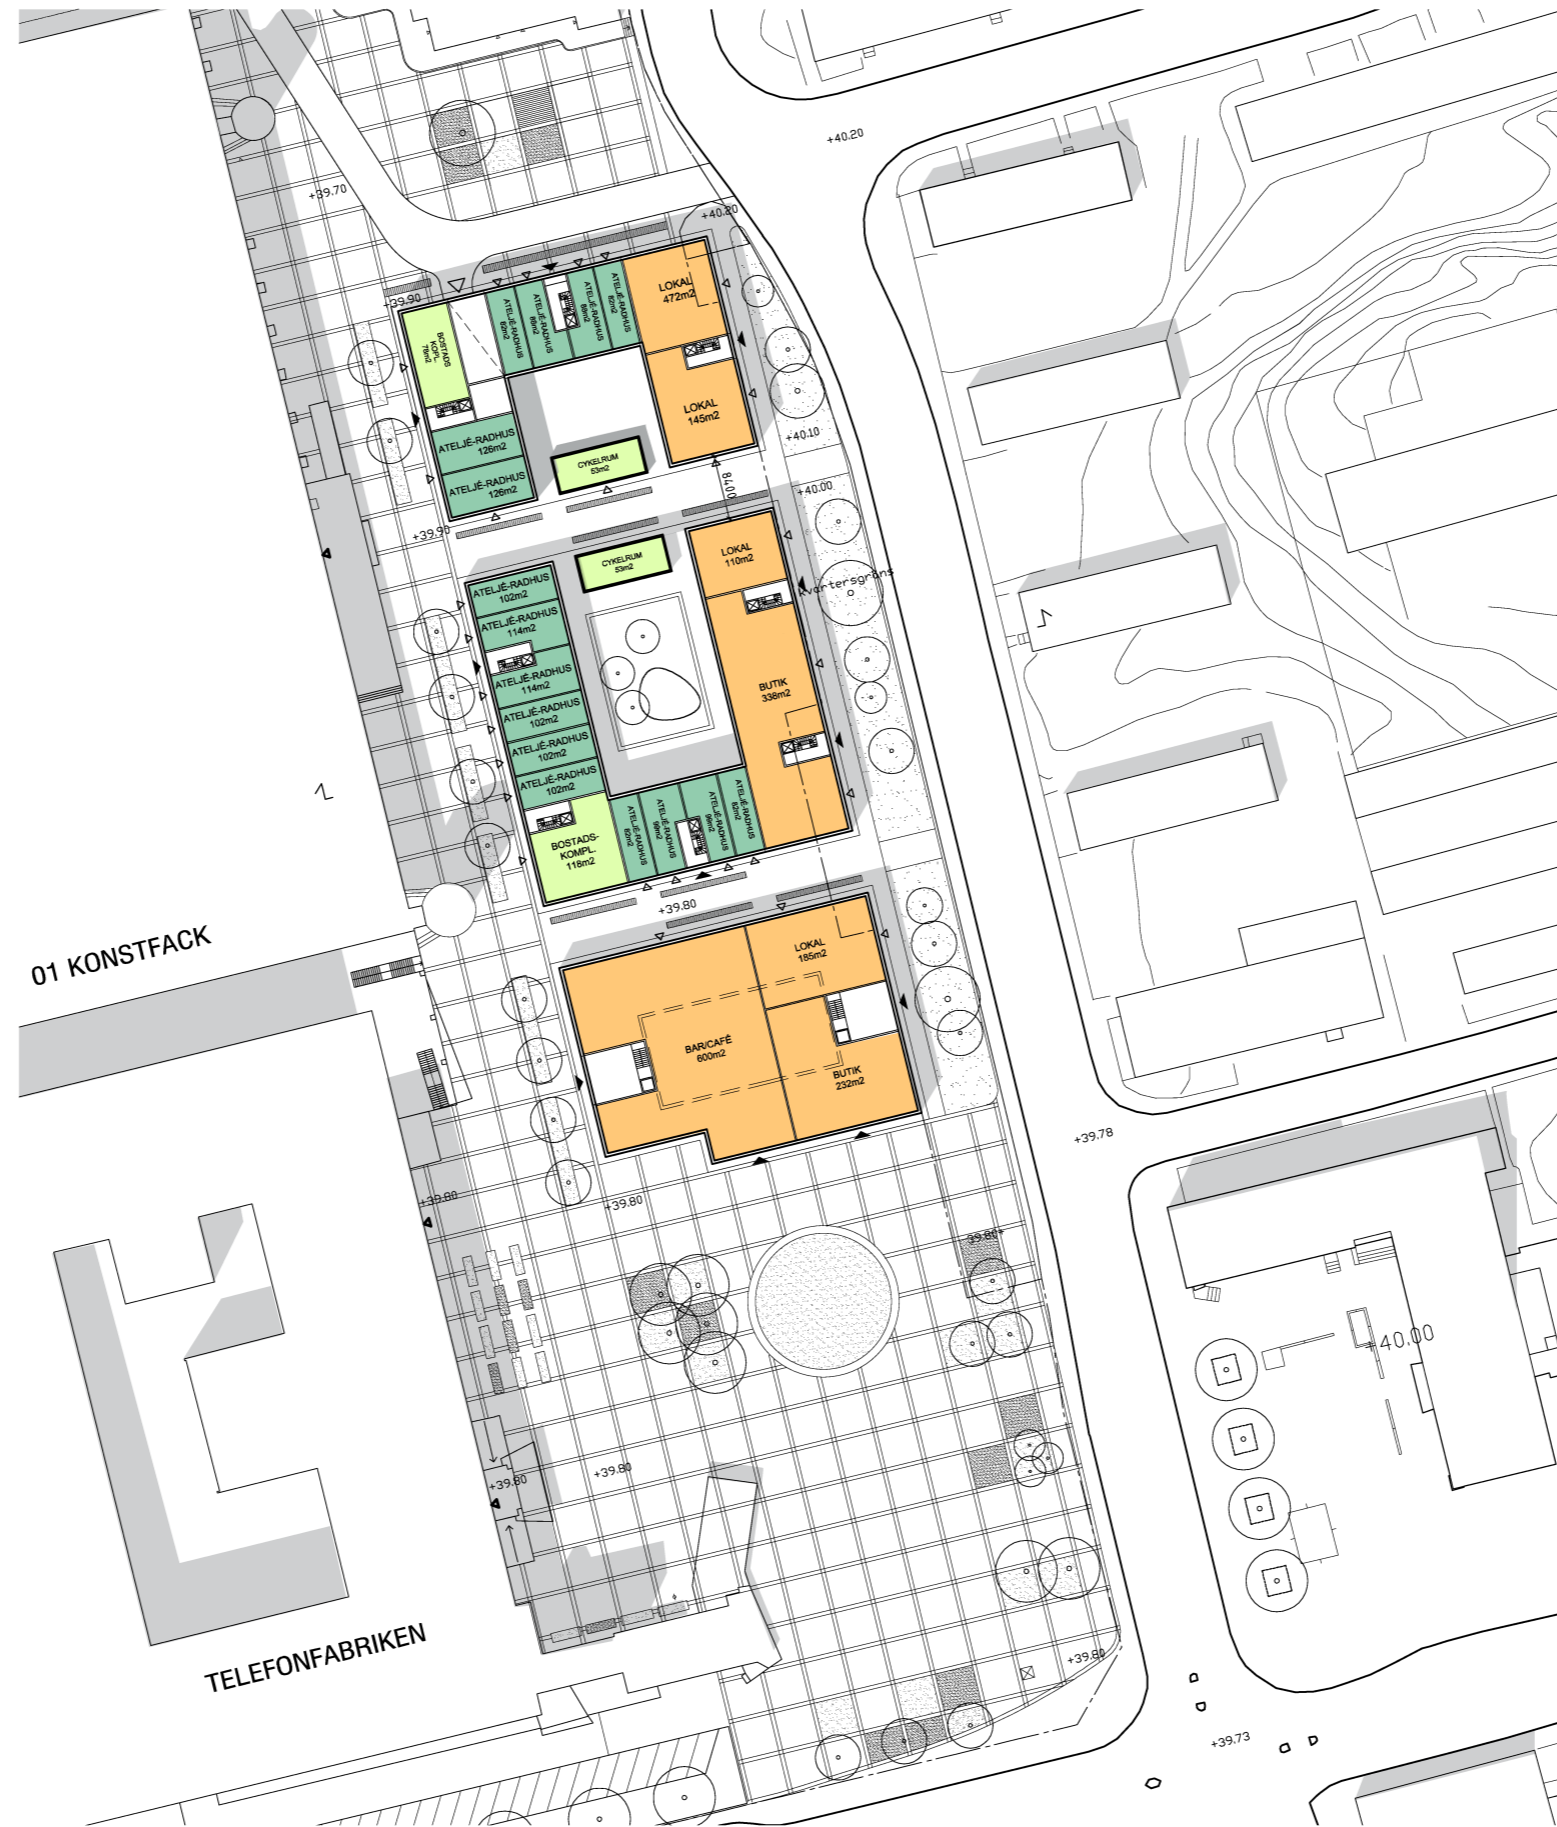 +40.20
+39.70
+40.20
+39.90
LOKAL
472m2
ATELJÉ-RADHUS
82m2
ATELJÉ-RADHUS
ATELJÉ-RADHUS
ATELJÉ-RADHUS
82m2
BOSTADS
KOPL.
78m2
LOKAL
145m2
ATELJÉ-RADHUS
126m2
ATELJÉ-RADHUS
126m2
CYKELRUM
53m2
+40.10
8400
+40.00
+39.90
CYKELRUM
53m2
LOKAL
110m2
kvartersgräns
ATELJÉ-RADHUS
102m2
ATELJÉ-RADHUS
114m2
ATELJÉ-RADHUS
114m2
ATELJÉ-RADHUS
102m2
ATELJÉ-RADHUS
102m2
ATELJÉ-RADHUS
102m2
BUTIK
338m2
BOSTADS-
KOMPL.
118m2
ATELJÉ-RADHUS
82m2
ATELJÉ-RADHUS
96m2
ATELJÉ-RADHUS
96m2
ATELJÉ-RADHUS
82m2
+39.80
01 KONSTFACK
LOKAL
185m2
BAR/CAFÉ
600m2
BUTIK
232m2
+39.78
+39.80
+39.80
39.80+
+40.00
+39.80
+39.80
TELEFONFABRIKEN
+39.80
+39.73